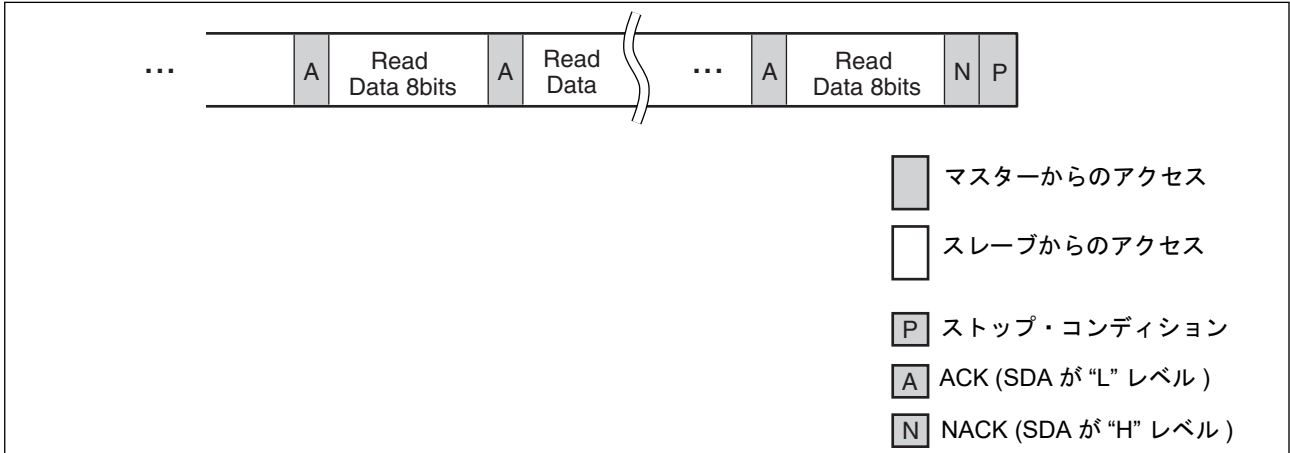 ... A Read Data 8bits A Read Data ... A Read Data 8bits N P
マスターからのアクセス
スレーブからのアクセス
P ストップ・コンディション
A ACK (SDA が “L” レベル )
N NACK (SDA が “H” レベル )